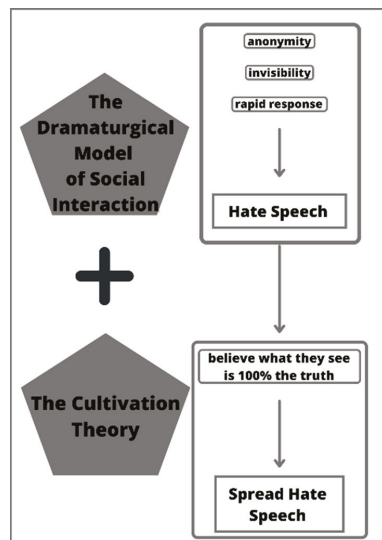 The
Dramaturgical
Model
of Social
Interaction
anonymity
invisibility
rapid response
Hate Speech
The Cultivation
Theory
believe what they see
is 100% the truth
Spread Hate
Speech